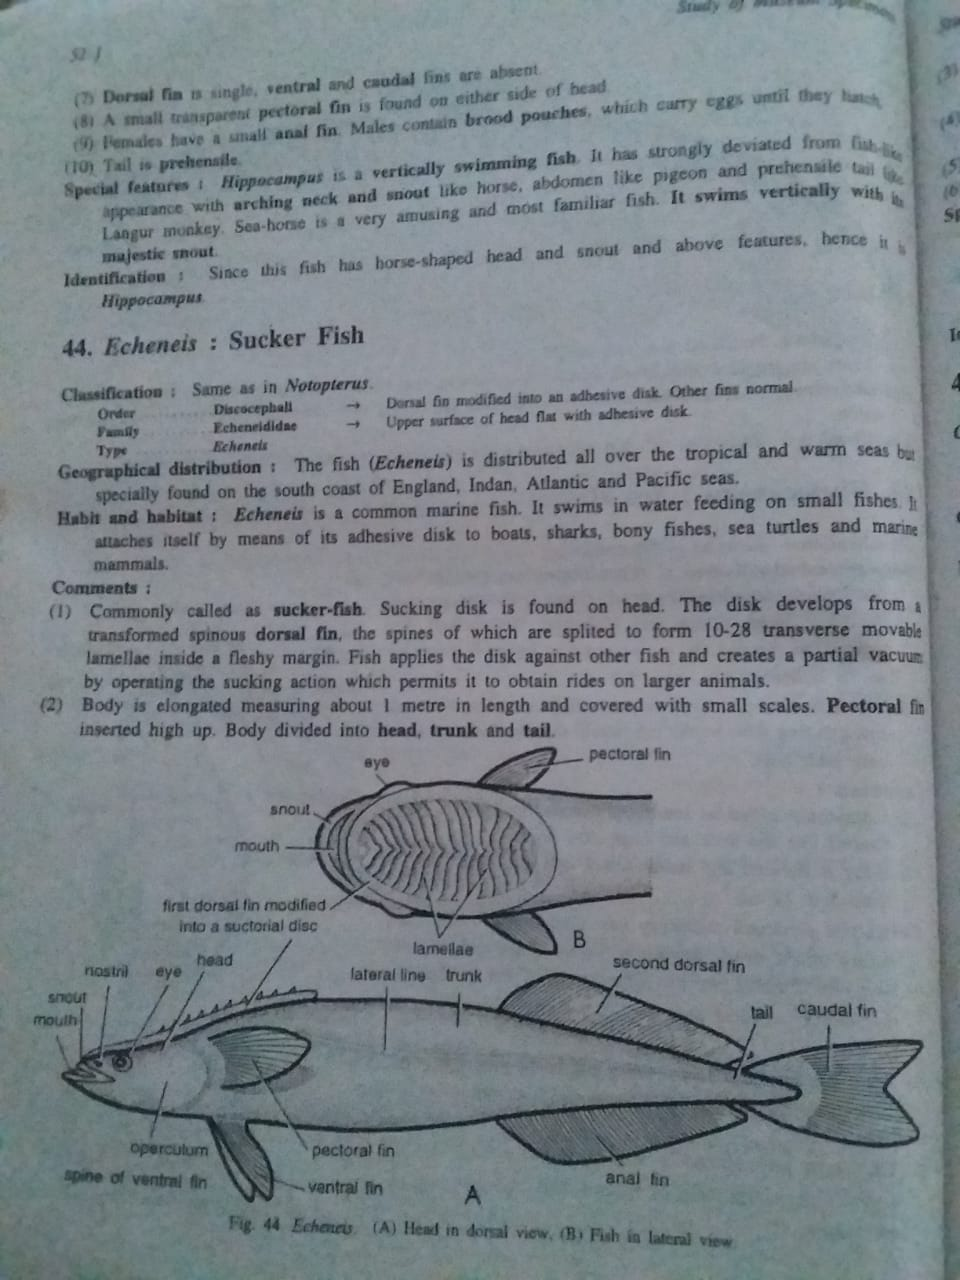 Study of Museum Specimens
52 ]
(7) Dorsal fin is single, ventral and caudal fins are absent.
(8) A small transparent pectoral fin is found on either side of head.
(9) Females have a small anal fin. Males contain brood pouches, which carry eggs until they hatch.
(10) Tail is prehensile.
Special features : Hippocampus is a vertically swimming fish. It has strongly deviated from fish-like
appearance with arching neck and snout like horse, abdomen like pigeon and prehensile tail like
Langur monkey. Sea-horse is a very amusing and most familiar fish. It swims vertically with its
majestic snout.
Identification : Since this fish has horse-shaped head and snout and above features, hence it is
Hippocampus.
44. Echeneis : Sucker Fish
Classification : Same as in Notopterus.
Order ........ Discocephali → Dorsal fin modified into an adhesive disk. Other fins normal.
Family ........ Echeneididae → Upper surface of head flat with adhesive disk.
Type ........ Echeneis
Geographical distribution : The fish (Echeneis) is distributed all over the tropical and warm seas but
specially found on the south coast of England, Indan, Atlantic and Pacific seas.
Habit and habitat : Echeneis is a common marine fish. It swims in water feeding on small fishes. It
attaches itself by means of its adhesive disk to boats, sharks, bony fishes, sea turtles and marine
mammals.
Comments :
(1) Commonly called as sucker-fish. Sucking disk is found on head. The disk develops from a
transformed spinous dorsal fin, the spines of which are splited to form 10-28 transverse movable
lamellae inside a fleshy margin. Fish applies the disk against other fish and creates a partial vacuum
by operating the sucking action which permits it to obtain rides on larger animals.
(2) Body is elongated measuring about 1 metre in length and covered with small scales. Pectoral fin
inserted high up. Body divided into head, trunk and tail.
eye
pectoral fin
snout
mouth
first dorsal fin modified
into a suctorial disc
lamellae
B
nostril
eye
head
lateral line
trunk
second dorsal fin
snout
mouth
tail
caudal fin
operculum
pectoral fin
spine of ventral fin
ventral fin
A
anal fin
Fig. 44 Echeneis. (A) Head in dorsal view, (B) Fish in lateral view.